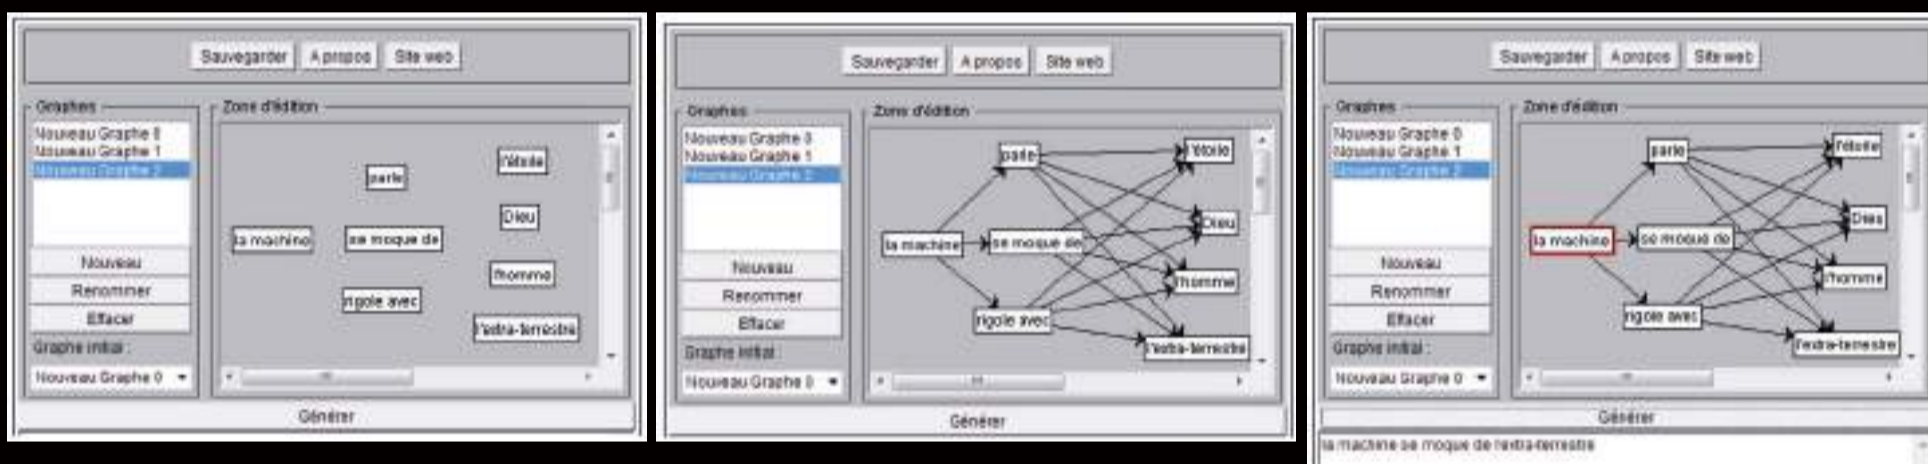 Sauvegarder A propos Site web
Graphes
Zone d'édition
Nouveau Graphe 0
Nouveau Graphe 1
Nouveau Graphe 2
parle
l'étoile
Dieu
la machine
se moque de
l'homme
rigole avec
l'extra-terrestre
Nouveau
Renommer
Effacer
Graphe initial :
Nouveau Graphe 0
Générer
Sauvegarder A propos Site web
Graphes
Zone d'édition
Nouveau Graphe 0
Nouveau Graphe 1
Nouveau Graphe 2
parle
l'étoile
Dieu
la machine
se moque de
l'homme
rigole avec
l'extra-terrestre
Nouveau
Renommer
Effacer
Graphe initial :
Nouveau Graphe 0
Générer
Sauvegarder A propos Site web
Graphes
Zone d'édition
Nouveau Graphe 0
Nouveau Graphe 1
Nouveau Graphe 2
parle
l'étoile
Dieu
la machine
se moque de
l'homme
rigole avec
l'extra-terrestre
Nouveau
Renommer
Effacer
Graphe initial :
Nouveau Graphe 0
Générer
la machine se moque de l'extra-terrestre